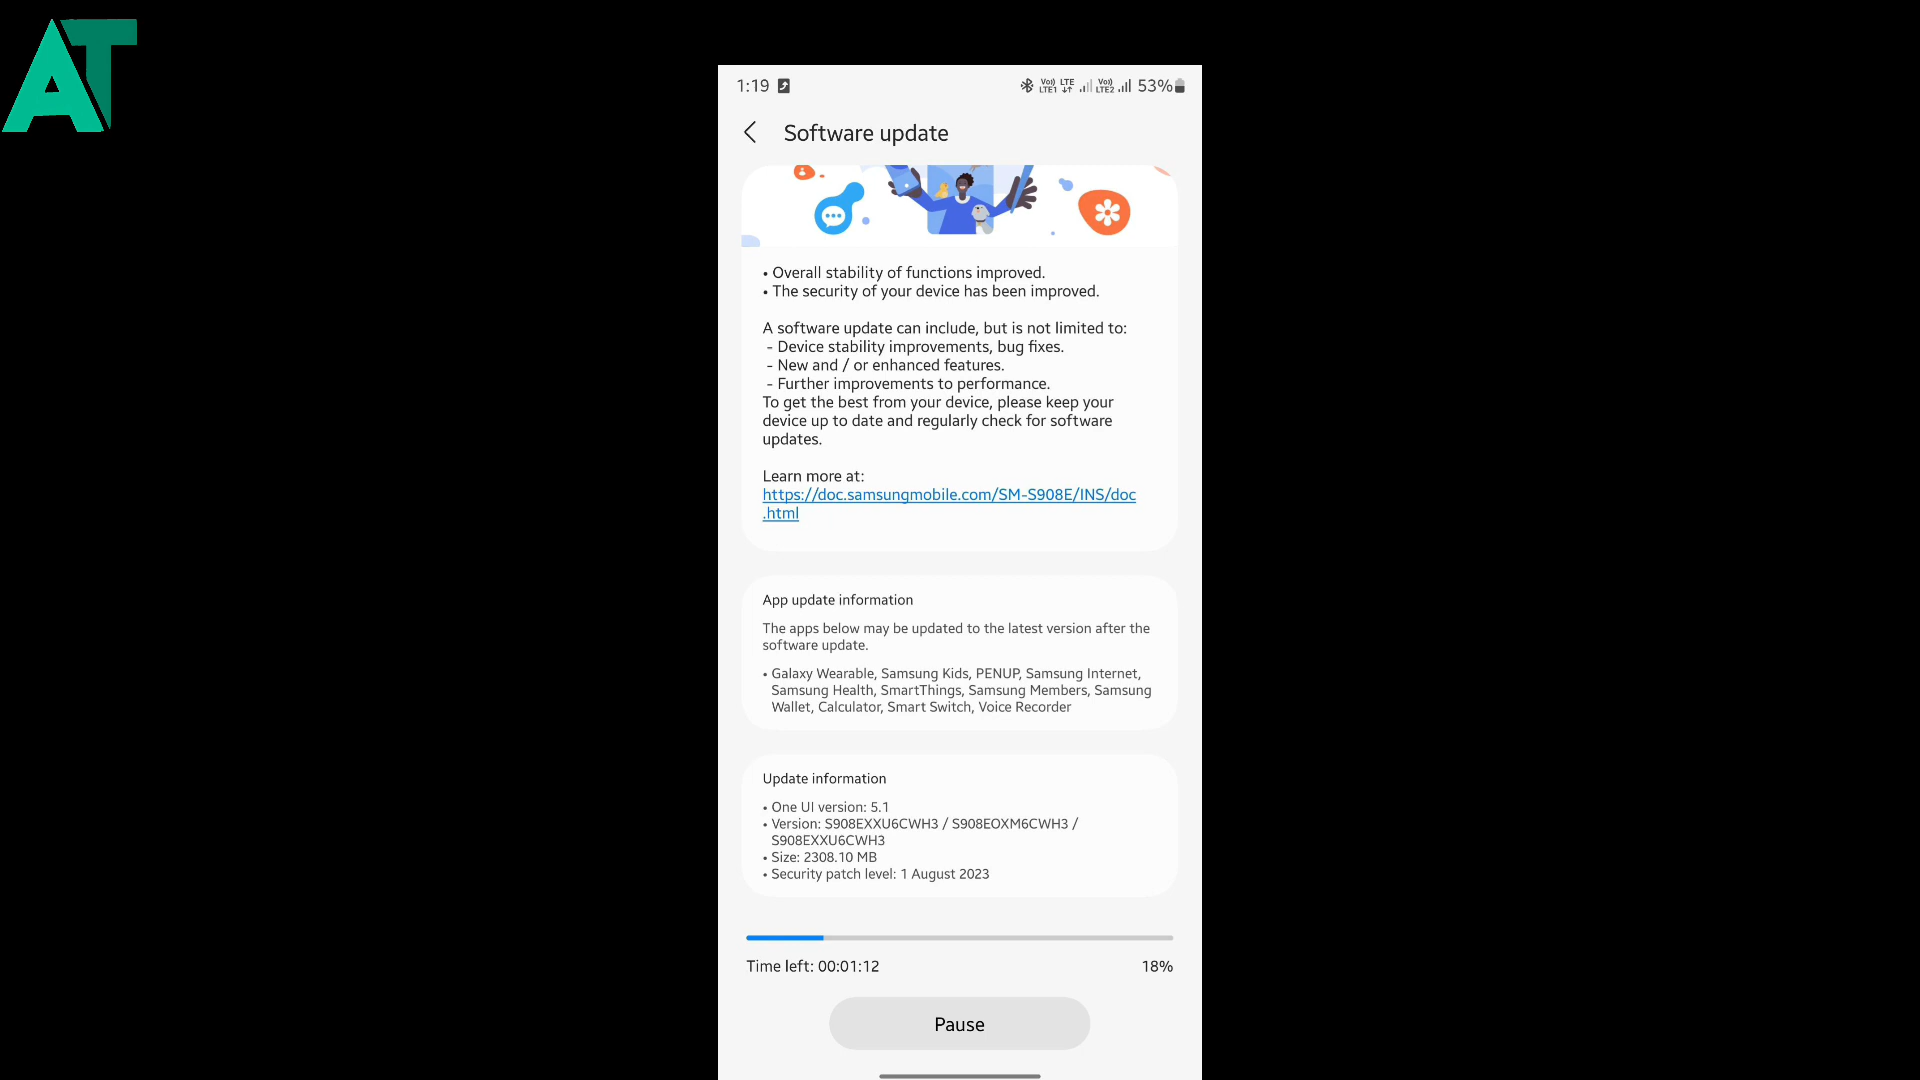 AT
1:19
Vo)) LTE1 LTE Vo)) LTE2 53%
Software update
• Overall stability of functions improved.
• The security of your device has been improved.
A software update can include, but is not limited to:
- Device stability improvements, bug fixes.
- New and / or enhanced features.
- Further improvements to performance.
To get the best from your device, please keep your
device up to date and regularly check for software
updates.
Learn more at:
https://doc.samsungmobile.com/SM-S908E/INS/doc
.html
App update information
The apps below may be updated to the latest version after the
software update.
• Galaxy Wearable, Samsung Kids, PENUP, Samsung Internet,
Samsung Health, SmartThings, Samsung Members, Samsung
Wallet, Calculator, Smart Switch, Voice Recorder
Update information
• One UI version: 5.1
• Version: S908EXXU6CWH3 / S908EOXM6CWH3 /
S908EXXU6CWH3
• Size: 2308.10 MB
• Security patch level: 1 August 2023
Time left: 00:01:12
18%
Pause